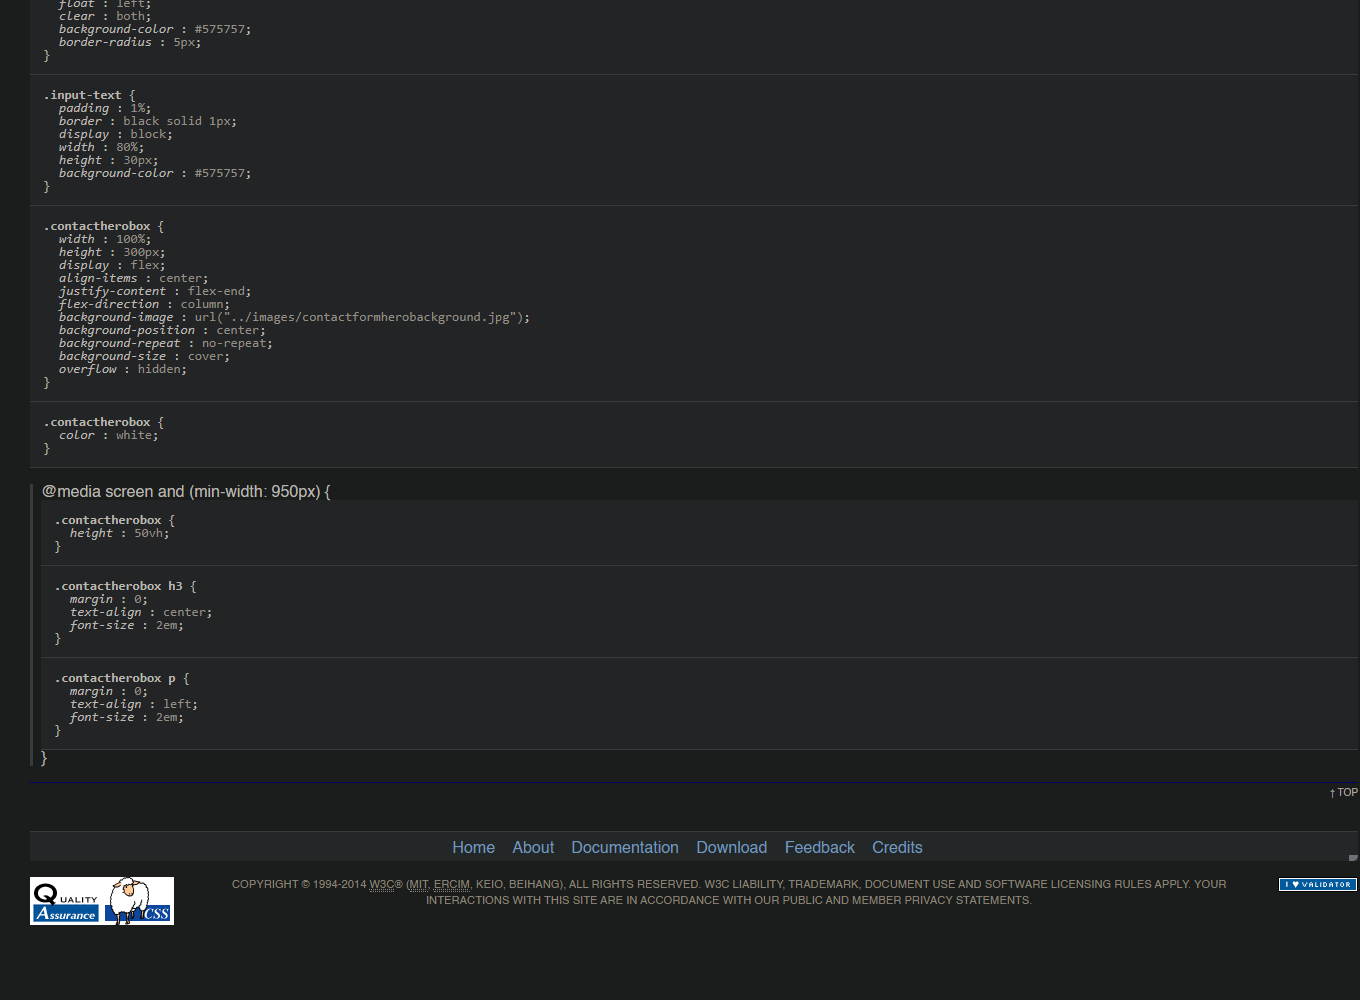 float : left;
clear : both;
background-color : #575757;
border-radius : 5px;
}
.input-text {
padding : 1%;
border : black solid 1px;
display : block;
width : 80%;
height : 30px;
background-color : #575757;
}
.contactherobox {
width : 100%;
height : 300px;
display : flex;
align-items : center;
justify-content : flex-end;
flex-direction : column;
background-image : url("../images/contactformherobackground.jpg");
background-position : center;
background-repeat : no-repeat;
background-size : cover;
overflow : hidden;
}
.contactherobox {
color : white;
}
@media screen and (min-width: 950px) {
.contactherobox {
height : 50vh;
}
.contactherobox h3 {
margin : 0;
text-align : center;
font-size : 2em;
}
.contactherobox p {
margin : 0;
text-align : left;
font-size : 2em;
}
}
↑ TOP
Home About Documentation Download Feedback Credits
QUALITY
Assurance CSS
COPYRIGHT © 1994-2014 W3C® (MIT, ERCIM, KEIO, BEIHANG), ALL RIGHTS RESERVED. W3C LIABILITY, TRADEMARK, DOCUMENT USE AND SOFTWARE LICENSING RULES APPLY. YOUR
INTERACTIONS WITH THIS SITE ARE IN ACCORDANCE WITH OUR PUBLIC AND MEMBER PRIVACY STATEMENTS.
I ♥ VALIDATOR